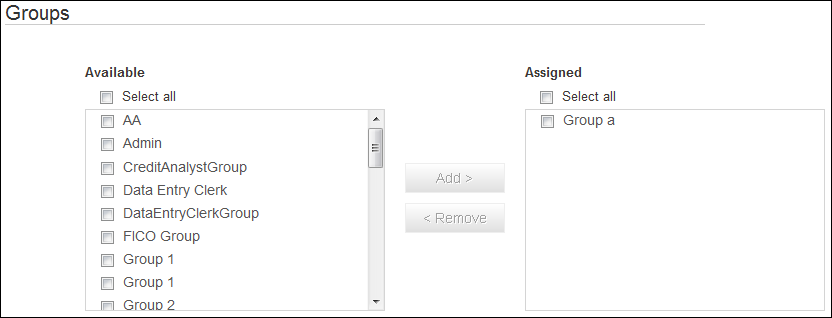 Groups
Available
Select all
AA
Admin
CreditAnalystGroup
Data Entry Clerk
DataEntryClerkGroup
FICO Group
Group 1
Group 1
Group 2
Add >
< Remove
Assigned
Select all
Group a